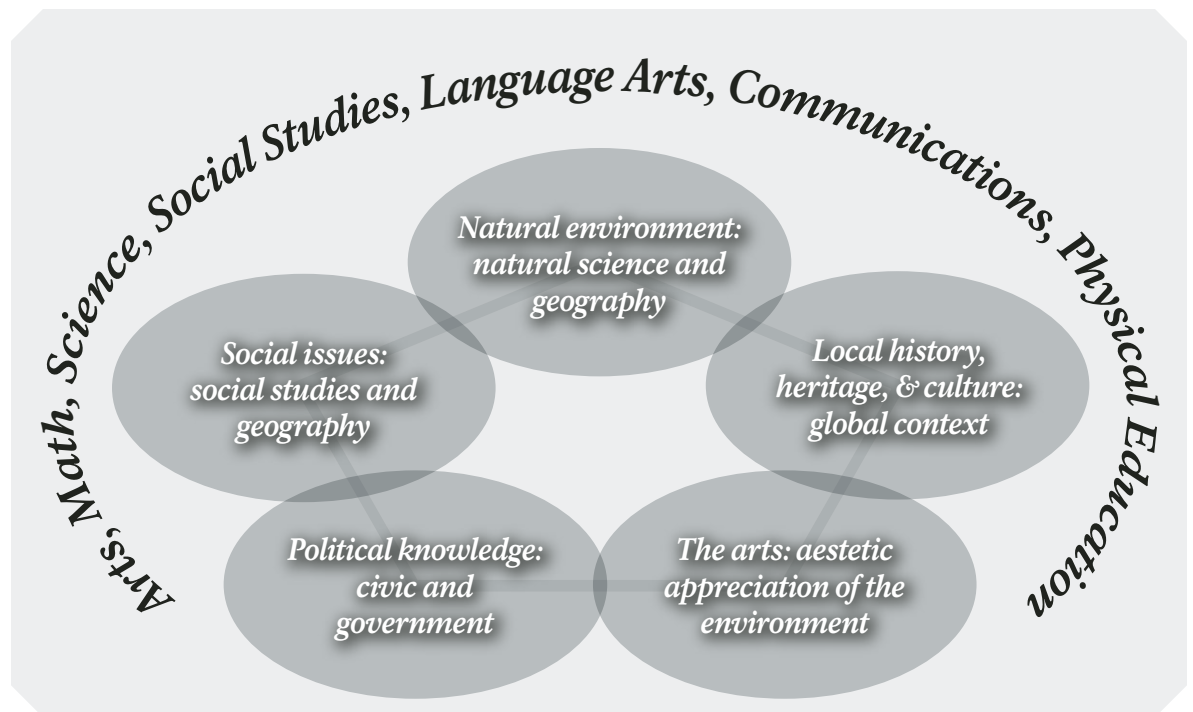 Arts, Math, Science, Social Studies, Language Arts, Communications, Physical Education
Natural environment:
natural science and
geography
Social issues:
social studies and
geography
Local history,
heritage, & culture:
global context
Political knowledge:
civic and
government
The arts: aestetic
appreciation of the
environment